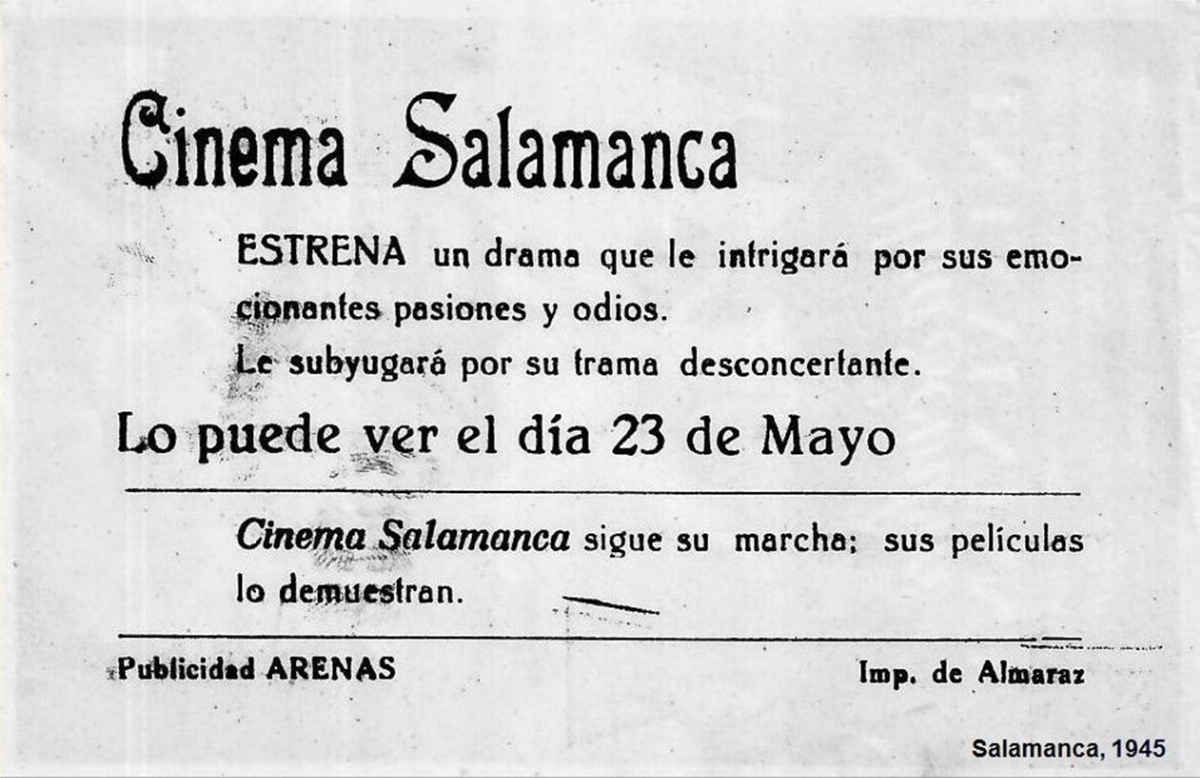 Cinema Salamanca
ESTRENA un drama que le intrigará por sus emo-
cionantes pasiones y odios.
Le subyugará por su trama desconcertante.
Lo puede ver el día 23 de Mayo
Cinema Salamanca sigue su marcha; sus películas
lo demuestran.
Publicidad ARENAS
Imp. de Almaraz
Salamanca, 1945